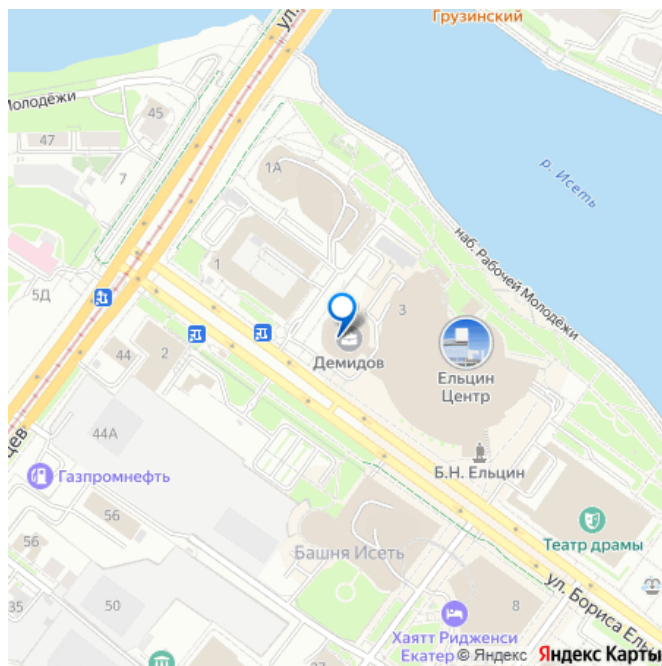 Грузинский
ул.
Молодёжи
45
47
7
1А
р. Исеть
наб. Рабочей Молодёжи
1
5Д
3
Демидов
Ельцин
Центр
44
2
44А
Б.Н. Ельцин
цев
Газпромнефть
56
Башня Исеть
Театр драмы
56
35
50
8
ул. Бориса Ель
Хаятт Ридженси
Екатер
27
© Яндекс Яндекс Карты